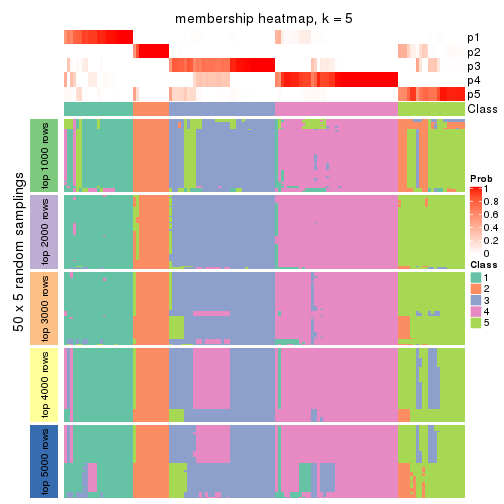 membership heatmap, k = 5
p1
p2
p3
p4
p5
Class
50 x 5 random samplings
top 1000 rows
top 2000 rows
top 3000 rows
top 4000 rows
top 5000 rows
Prob
1
0.8
0.6
0.4
0.2
0
Class
1
2
3
4
5